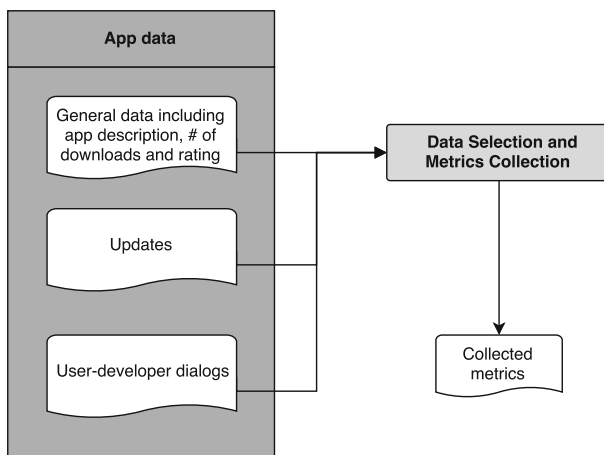 App data
General data including
app description, # of
downloads and rating
Updates
User-developer dialogs
Data Selection and
Metrics Collection
Collected
metrics